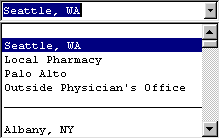 Seattle, WA
Seattle, WA
Local Pharmacy
Palo Alto
Outside Physician's Office
Albany, NY